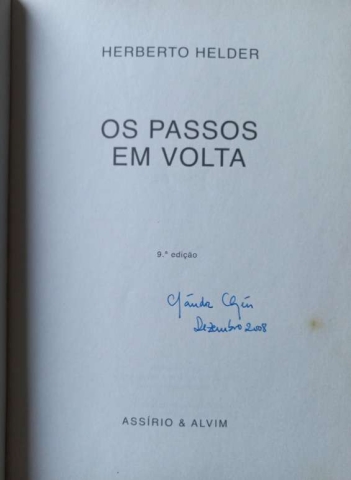 HERBERTO HELDER
OS PASSOS
EM VOLTA
9.ª edição
Dezembro 2008
ASSÍRIO & ALVIM